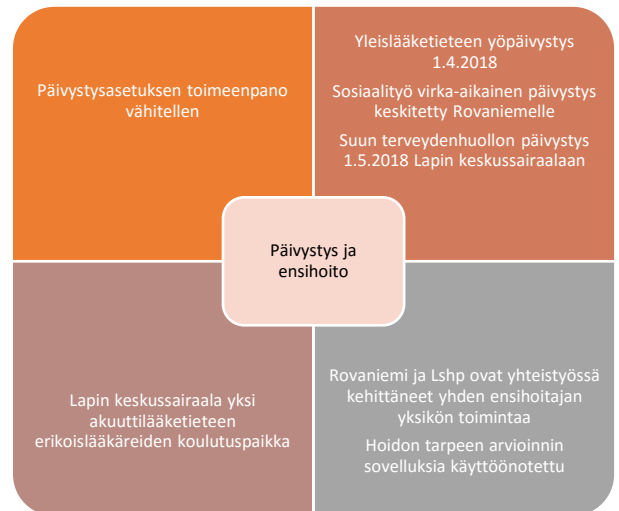 Päivystysasetuksen toimeenpano
vähitellen
Yleislääketieteen yöpäivystys
1.4.2018
Sosiaalityö virka-aikainen päivystys
keskitetty Rovaniemelle
Suun terveydenhuollon päivystys
1.5.2018 Lapin keskussairaalaan
Päivystys ja
ensihoito
Lapin keskussairaala yksi
akuuttilääketieteen
erikoislääkäreiden koulutuspaikka
Rovaniemi ja Lshp ovat yhteistyössä
kehittäneet yhden ensihoitajan
yksikön toimintaa
Hoidon tarpeen arvioinnin
sovelluksia käyttöönotettu